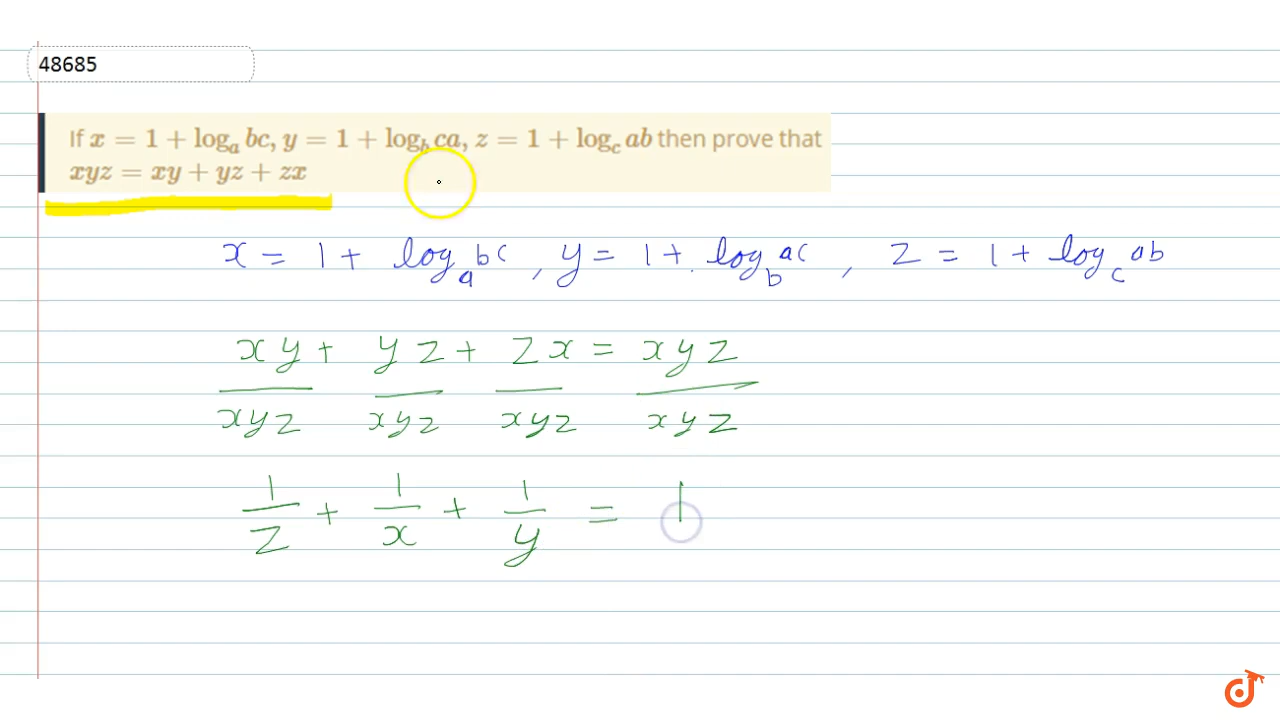 48685
If x = 1 + log_a bc, y = 1 + log_b ca, z = 1 + log_c ab then prove that
xyz = xy + yz + zx
x = 1 + log_a bc , y = 1 + log_b ac , z = 1 + log_c ab
xy + yz + zx = xyz
xyz xyz xyz xyz
1/z + 1/x + 1/y = 1